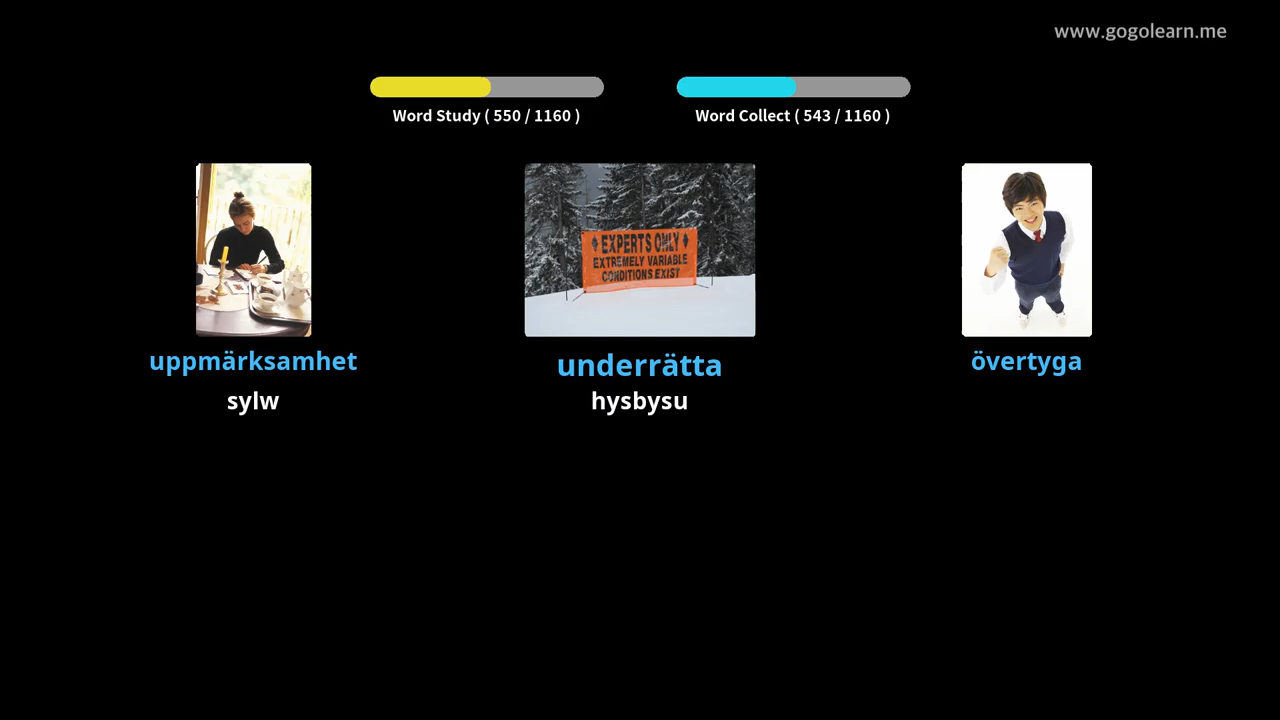 www.gogolearn.me
Word Study ( 550 / 1160 )
Word Collect ( 543 / 1160 )
EXPERTS ONLY
EXTREMELY VARIABLE
CONDITIONS EXIST
uppmärksamhet
sylw
underrätta
hysbysu
övertyga